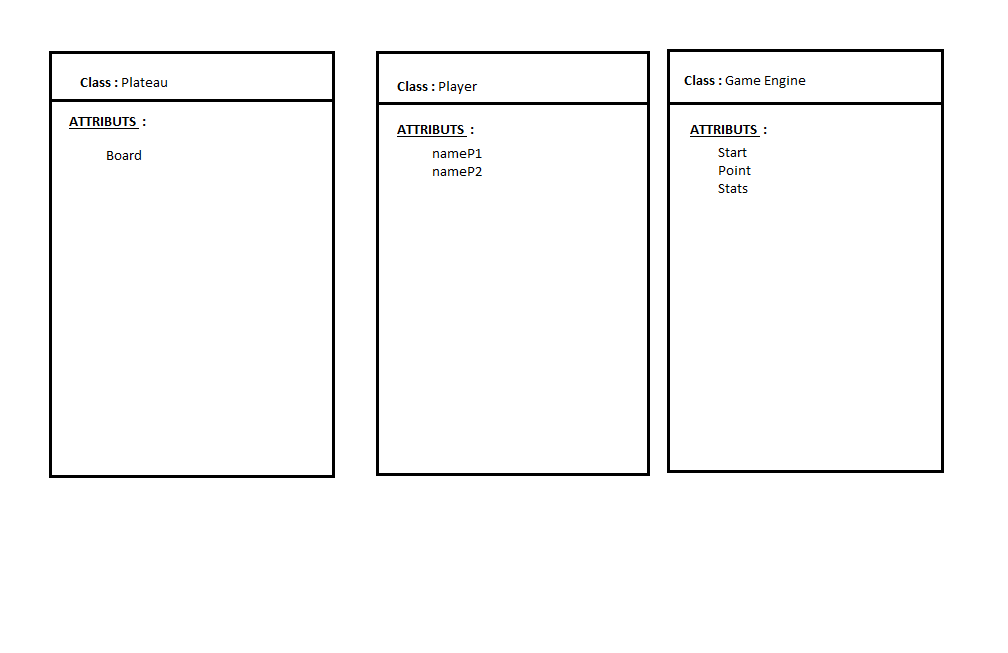 Class : Plateau
ATTRIBUTS :
Board
Class : Player
ATTRIBUTS :
nameP1
nameP2
Class : Game Engine
ATTRIBUTS :
Start
Point
Stats